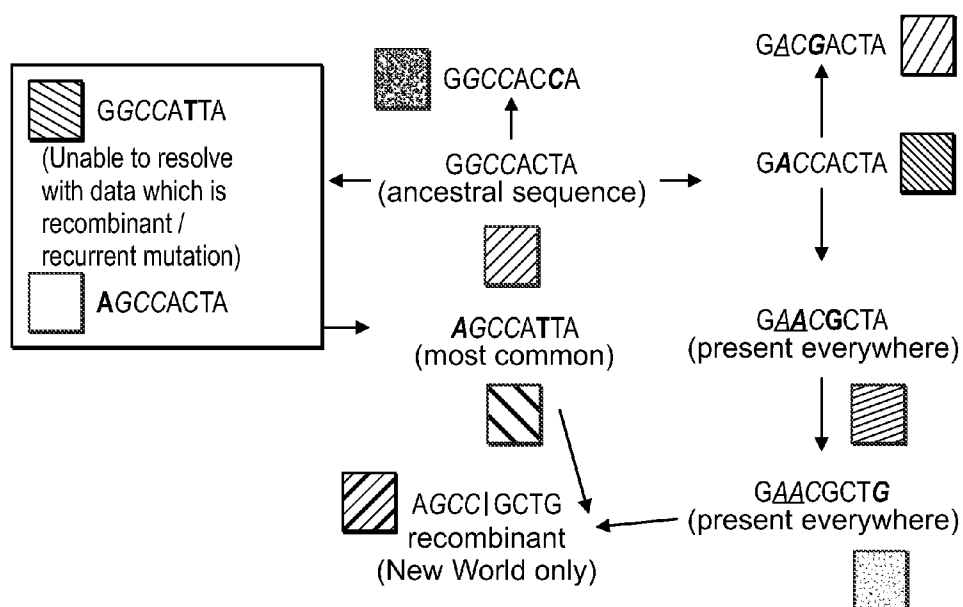 GGCCATTA
(Unable to resolve
with data which is
recombinant /
recurrent mutation)
AGCCACTA
GGCCACCA
GGCCACTA
(ancestral sequence)
AGCCATTA
(most common)
AGCC|GCTG
recombinant
(New World only)
GACGACTA
GACCACTA
GAACGCTA
(present everywhere)
GAACGCTG
(present everywhere)